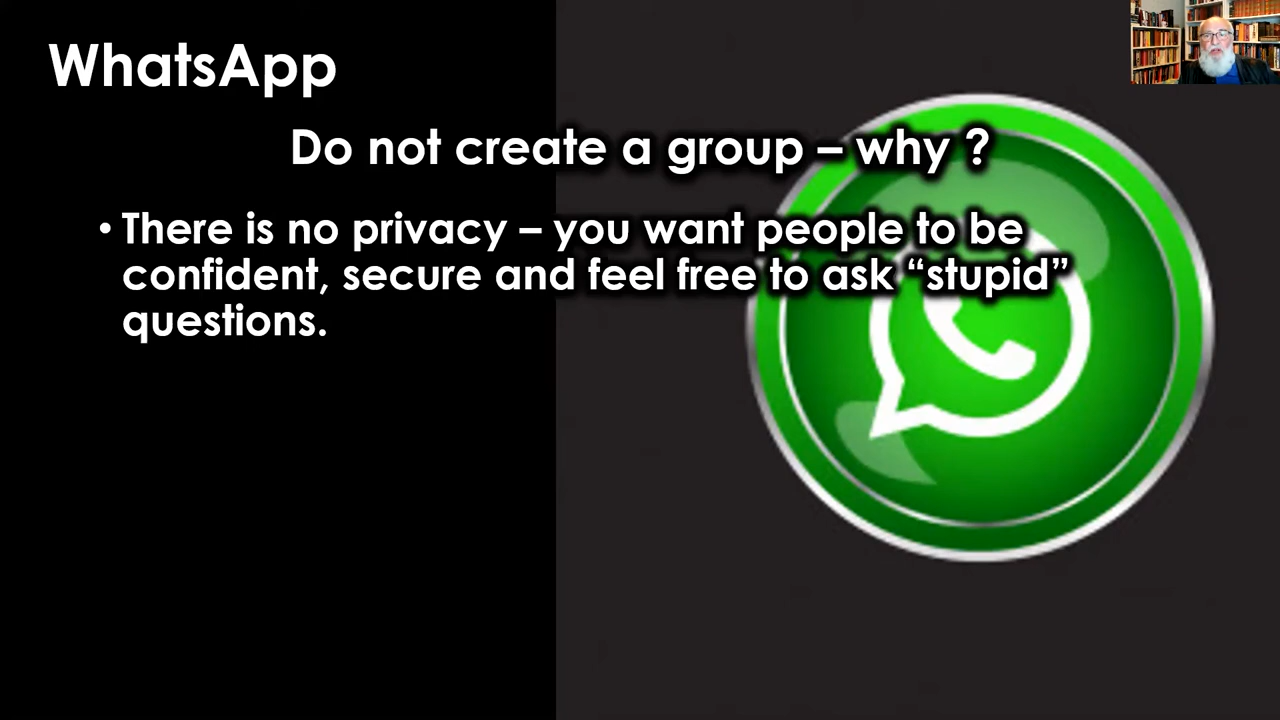 WhatsApp
Do not create a group – why ?
• There is no privacy – you want people to be
confident, secure and feel free to ask “stupid”
questions.